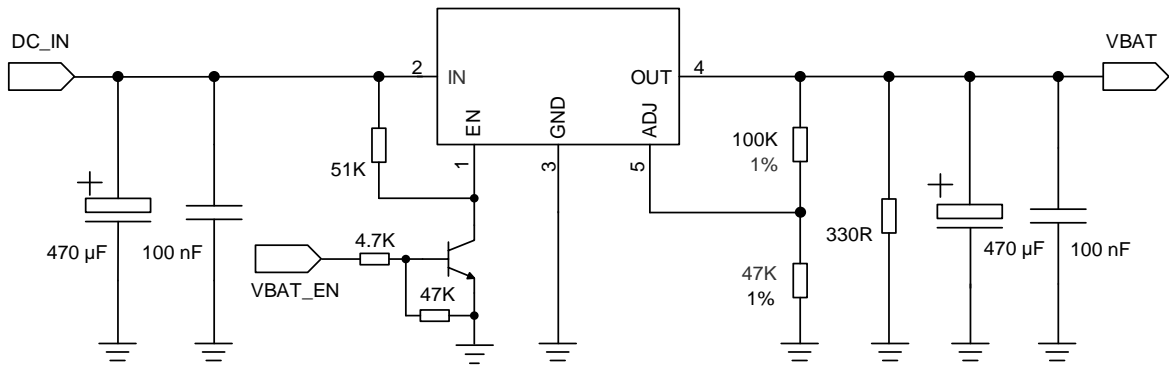 DC_IN
VBAT
2
IN
OUT
4
EN
GND
ADJ
1
3
5
51K
100K
1%
470 µF
100 nF
4.7K
VBAT_EN
47K
47K
1%
330R
470 µF
100 nF